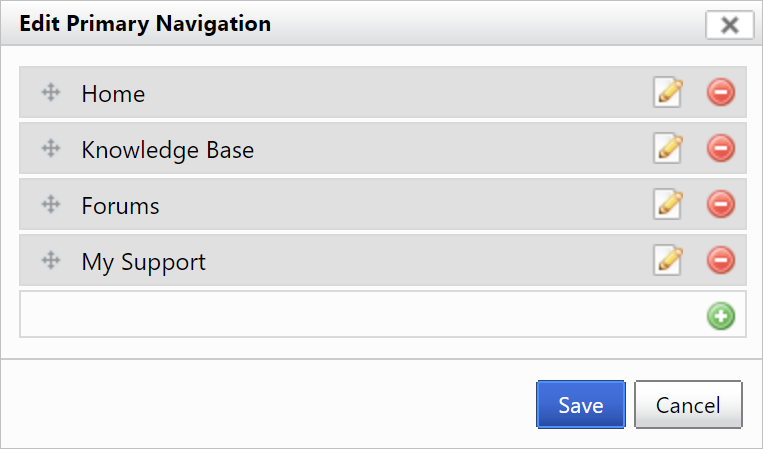 Edit Primary Navigation
Home
Knowledge Base
Forums
My Support
Save Cancel